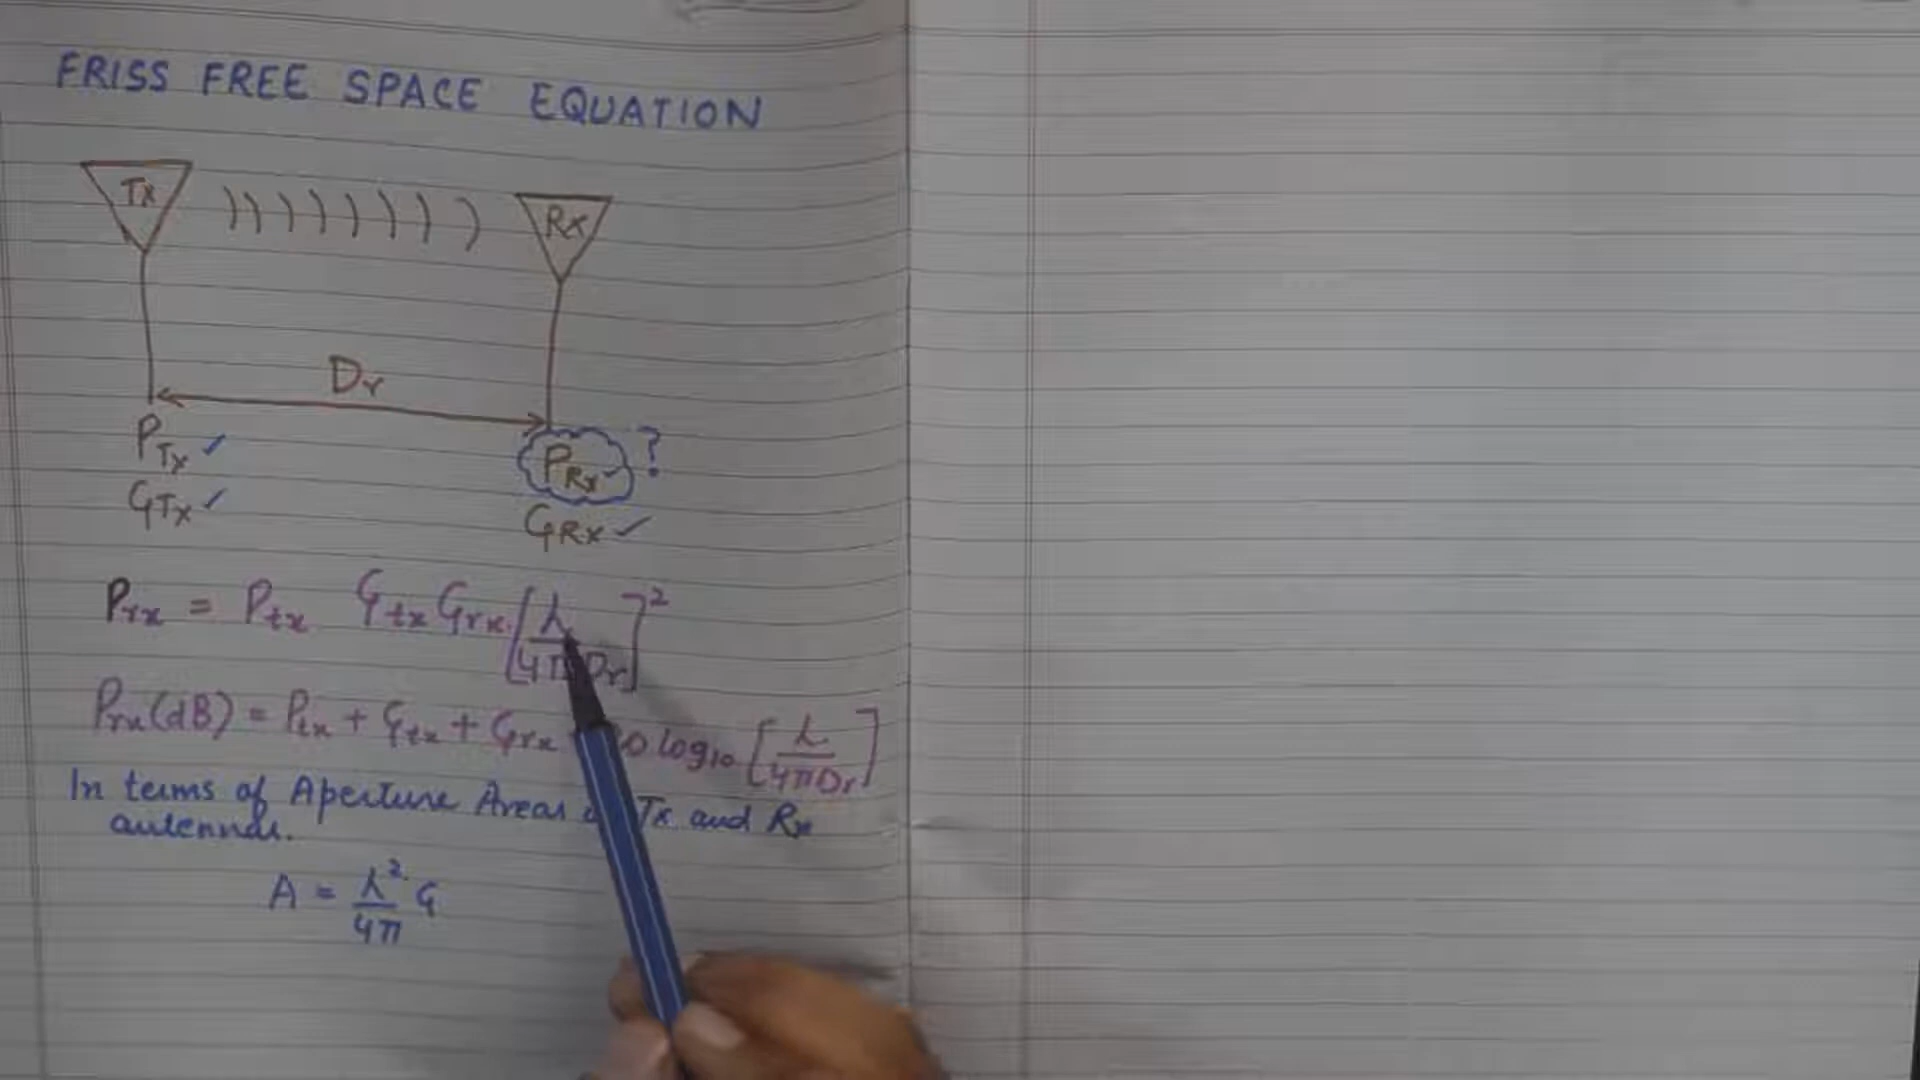 FRISS FREE SPACE EQUATION
Tx Rx
Dr
PTx ✓ PRx ?
GTx ✓ GRx ✓
Prx = Ptx Gtx Grx [λ/4πDr]²
Prx(dB) = Ptx + Gtx + Grx log10 [λ/4πDr]
In terms of Aperture Areas Tx and Rx
antennas.
A = λ²/4π G